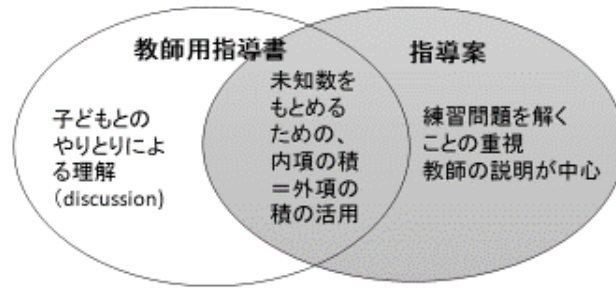 教師用指導書
指導案
子どもとの
やりとりによ
る理解
(discussion)
未知数を
もとめる
ための、
内項の積
＝外項の
積の活用
練習問題を解く
ことの重視
教師の説明が中心